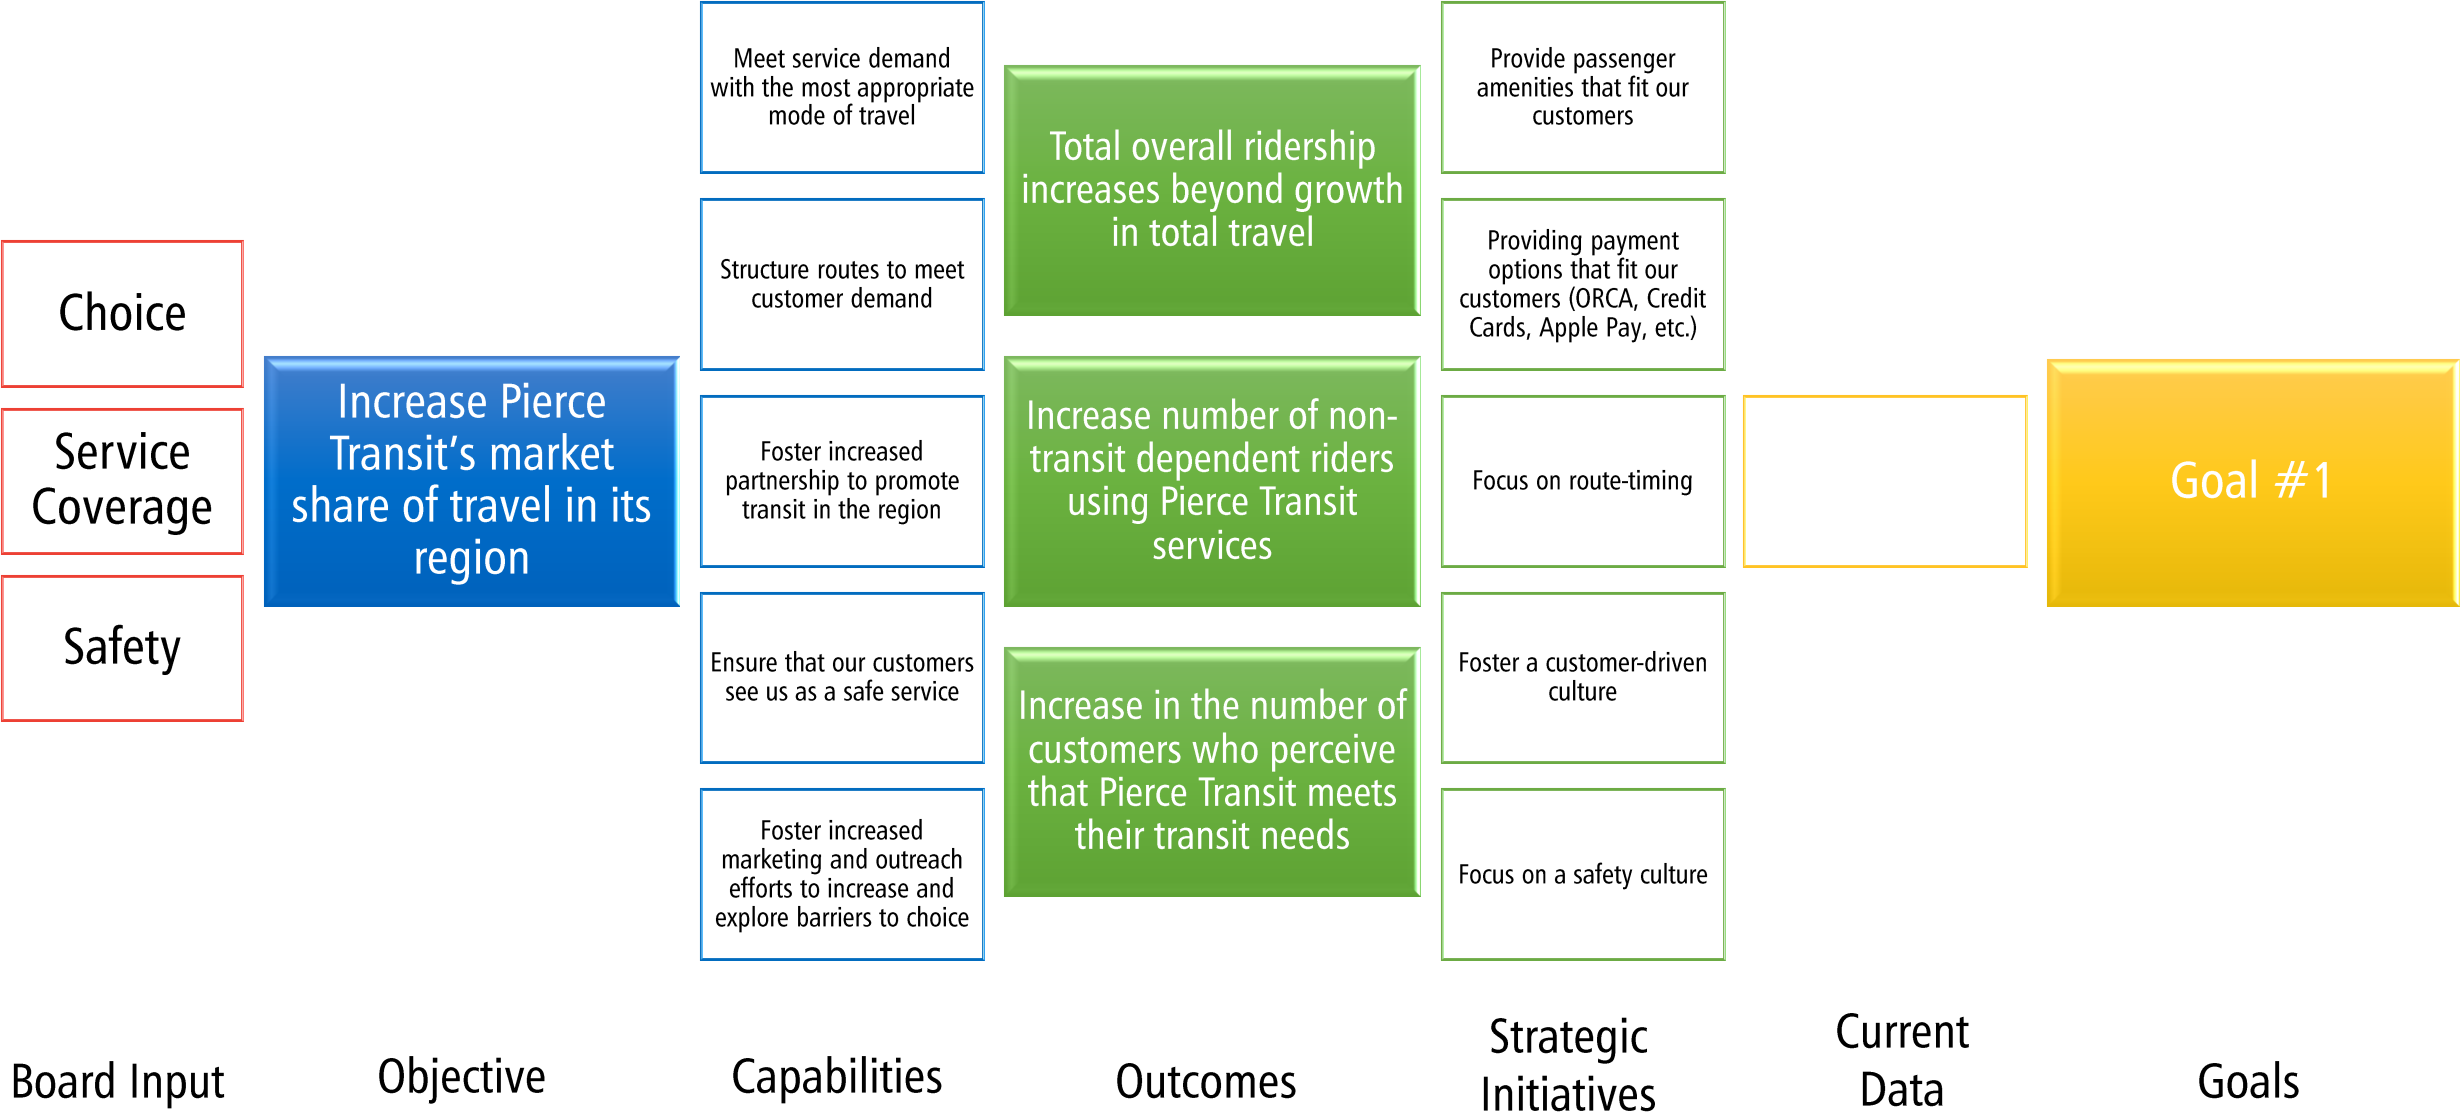 Choice
Service
Coverage
Safety
Board Input
Increase Pierce
Transit's market
share of travel in its
region
Objective
Meet service demand
with the most appropriate
mode of travel
Structure routes to meet
customer demand
Foster increased
partnership to promote
transit in the region
Ensure that our customers
see us as a safe service
Foster increased
marketing and outreach
efforts to increase and
explore barriers to choice
Capabilities
Total overall ridership
increases beyond growth
in total travel
Increase number of non-
transit dependent riders
using Pierce Transit
services
Increase in the number of
customers who perceive
that Pierce Transit meets
their transit needs
Outcomes
Provide passenger
amenities that fit our
customers
Providing payment
options that fit our
customers (ORCA, Credit
Cards, Apple Pay, etc.)
Focus on route-timing
Foster a customer-driven
culture
Focus on a safety culture
Strategic
Initiatives
Current
Data
Goal #1
Goals